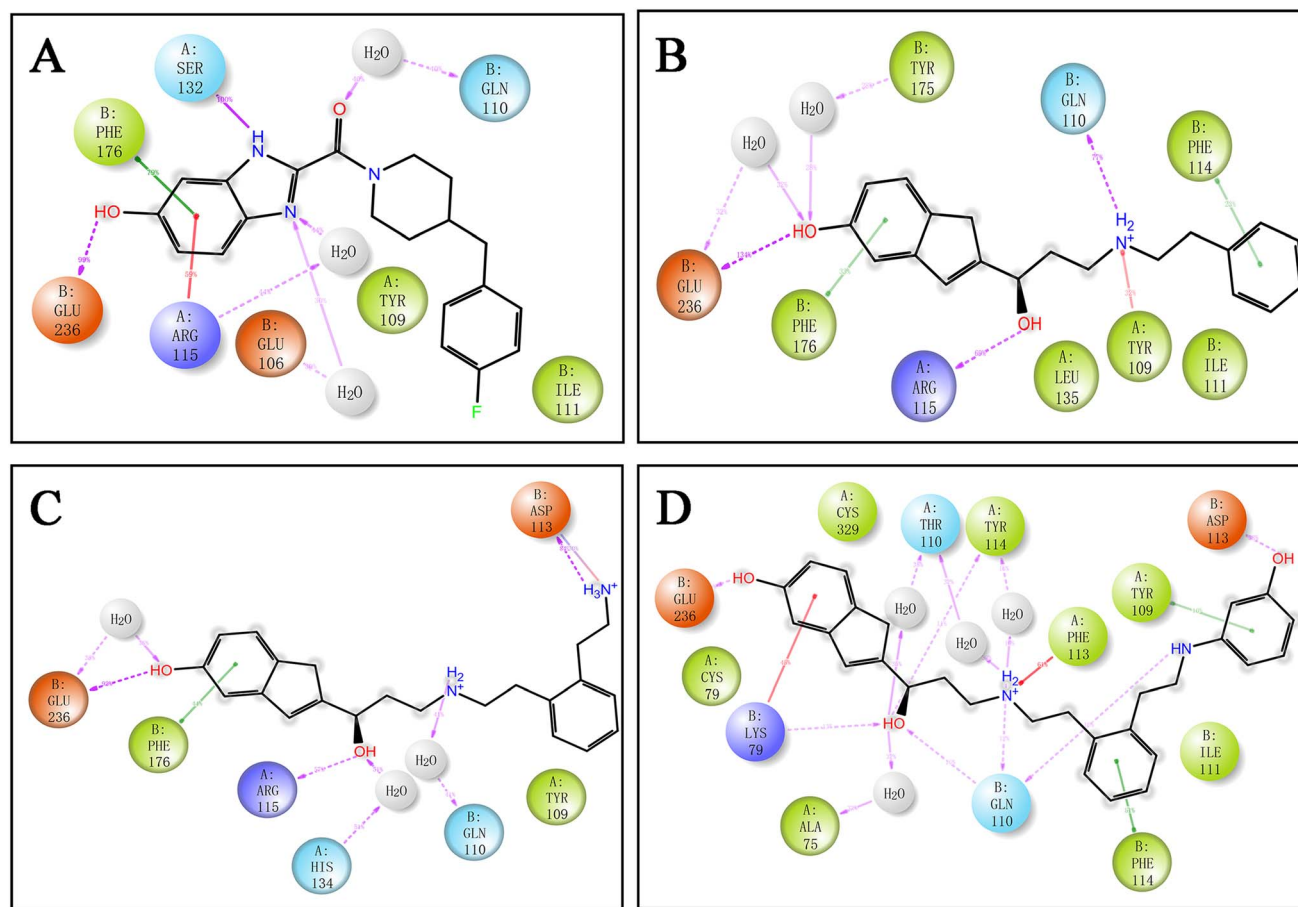 A
A:
SER
132
H2O
B:
GLN
110
B:
PHE
176
100%
O
H
N
N
N
HO
79%
99%
59%
H2O
B:
GLU
236
A:
ARG
115
B:
GLU
106
A:
TYR
109
H2O
F
B:
ILE
111
B
B:
TYR
175
H2O
H2O
B:
GLN
110
B:
PHE
114
HO
H2
N+
B:
GLU
236
B:
PHE
176
A:
ARG
115
OH
A:
LEU
135
A:
TYR
109
B:
ILE
111
C
B:
ASP
113
H3N+
H2O
HO
H2
N+
B:
GLU
236
B:
PHE
176
OH
A:
ARG
115
H2O
H2O
A:
HIS
134
B:
GLN
110
A:
TYR
109
D
A:
CYS
329
A:
THR
110
A:
TYR
114
B:
ASP
113
OH
B:
GLU
236
HO
H2O
H2O
H2O
A:
PHE
113
A:
TYR
109
A:
CYS
79
H2
N+
HN
B:
LYS
79
HO
H2O
B:
GLN
110
B:
ILE
111
A:
ALA
75
B:
PHE
114